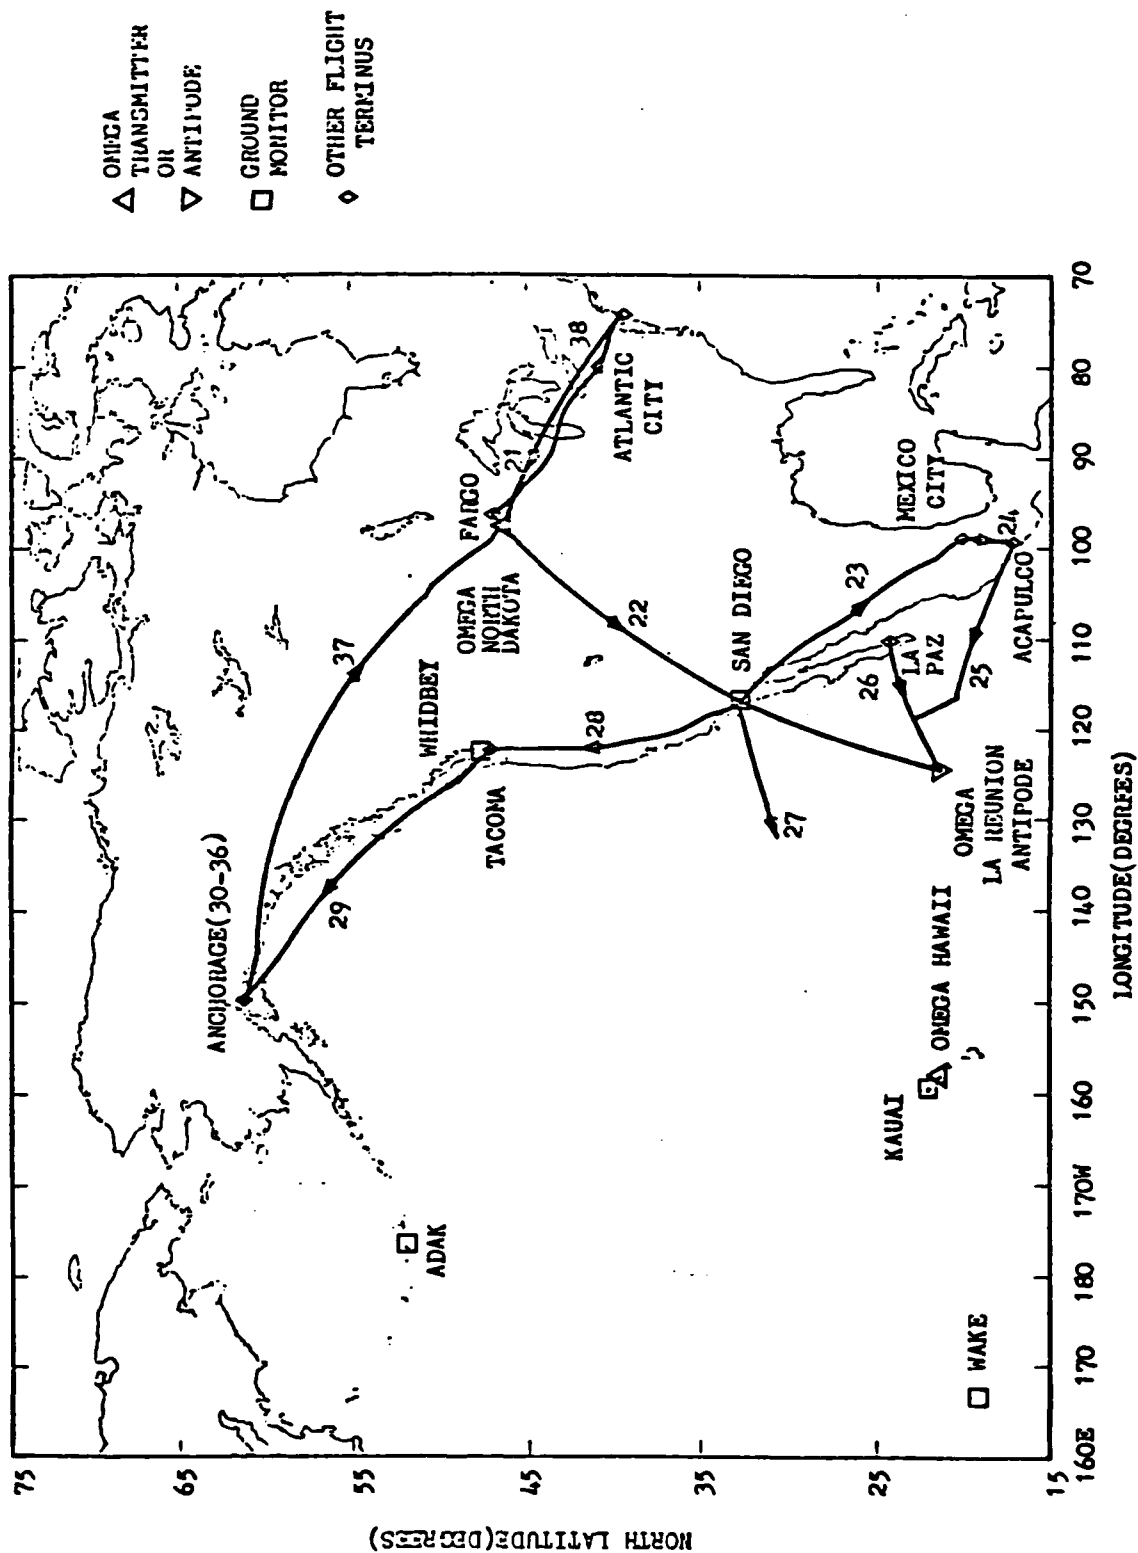 OMEGA
TRANSMITTER
OR
ANTIPODE
GROUND
MONITOR
OTHER FLIGHT
TERMINUS
NORTH LATITUDE(DEGREES)
75
65
55
45
35
25
15
ANCHORAGE(30-36)
37
29
WHIDBEY
TACOMA
28
FARGO
OMEGA
NORTH
DAKOTA
21
38
ATLANTIC
CITY
22
SAN DIEGO
23
MEXICO
CITY
24
ACAPULCO
25
26
LA
PAZ
27
OMEGA
LA REUNION
ANTIPODE
OMEGA HAWAII
KAUAI
ADAK
WAKE
160E
170
180
170W
160
150
140
130
120
110
100
90
80
70
LONGITUDE(DEGREES)